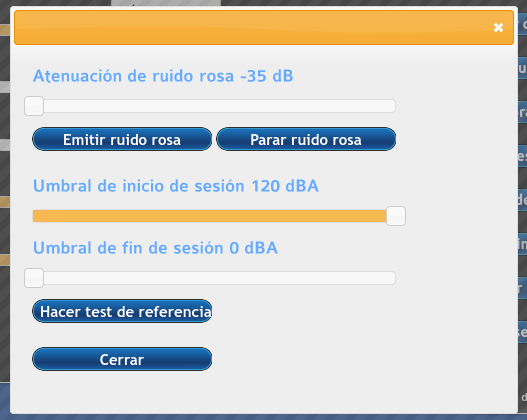 Atenuación de ruido rosa -35 dB
Emitir ruido rosa
Parar ruido rosa
Umbral de inicio de sesión 120 dBA
Umbral de fin de sesión 0 dBA
Hacer test de referencia
Cerrar